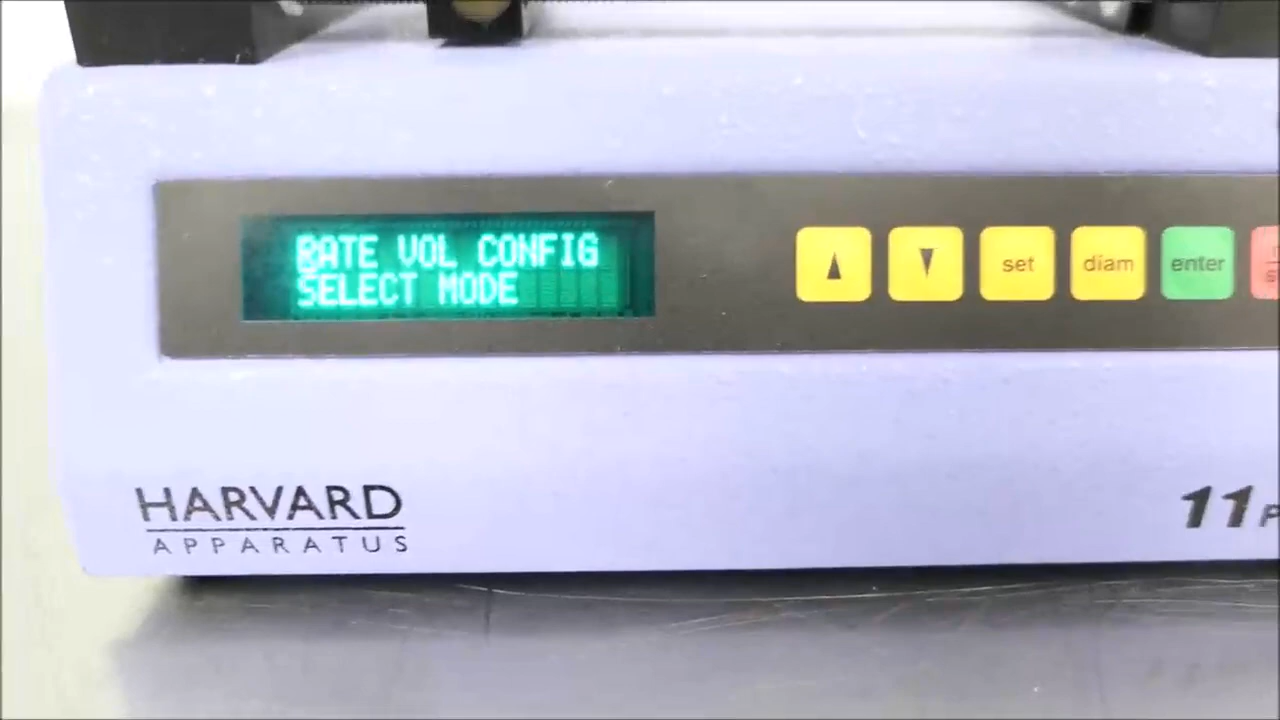 RATE VOL CONFIG
SELECT MODE
▲ ▼ set diam enter
HARVARD
APPARATUS
11